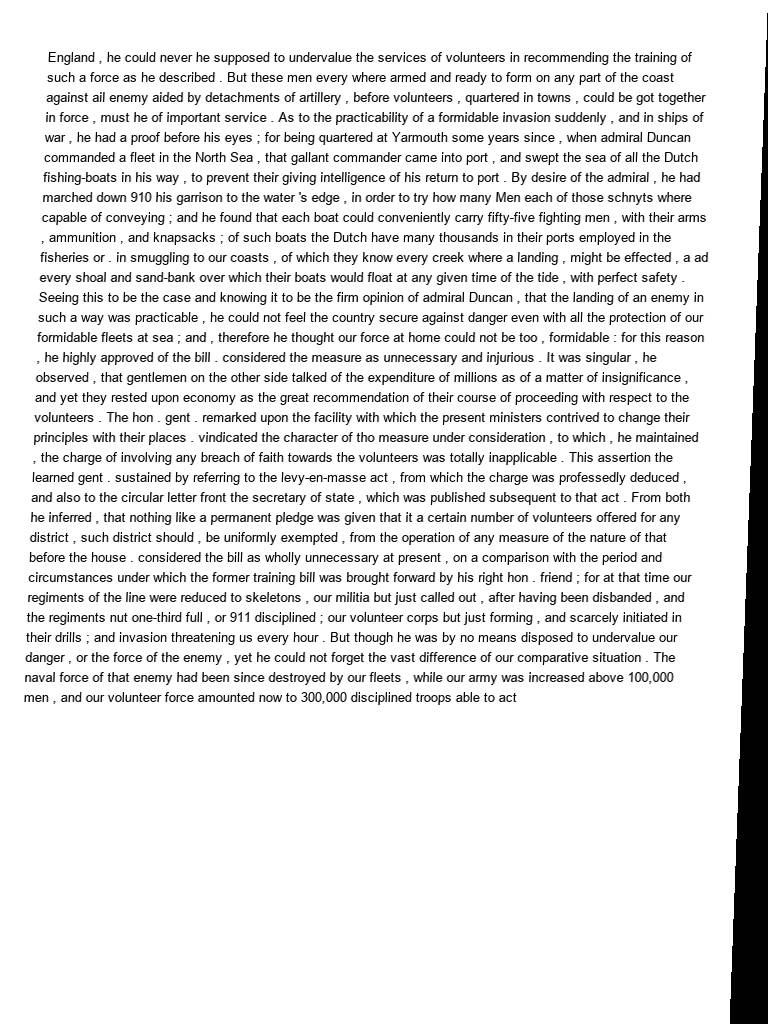 England , he could never he supposed to undervalue the services of volunteers in recommending the training of
such a force as he described . But these men every where armed and ready to form on any part of the coast
against ail enemy aided by detachments of artillery , before volunteers , quartered in towns , could be got together
in force , must he of important service . As to the practicability of a formidable invasion suddenly , and in ships of
war , he had a proof before his eyes ; for being quartered at Yarmouth some years since , when admiral Duncan
commanded a fleet in the North Sea , that gallant commander came into port , and swept the sea of all the Dutch
fishing-boats in his way , to prevent their giving intelligence of his return to port . By desire of the admiral , he had
marched down 910 his garrison to the water 's edge , in order to try how many Men each of those schnyts where
capable of conveying ; and he found that each boat could conveniently carry fifty-five fighting men , with their arms
, ammunition , and knapsacks ; of such boats the Dutch have many thousands in their ports employed in the
fisheries or . in smuggling to our coasts , of which they know every creek where a landing , might be effected , a ad
every shoal and sand-bank over which their boats would float at any given time of the tide , with perfect safety .
Seeing this to be the case and knowing it to be the firm opinion of admiral Duncan , that the landing of an enemy in
such a way was practicable , he could not feel the country secure against danger even with all the protection of our
formidable fleets at sea ; and , therefore he thought our force at home could not be too , formidable : for this reason
, he highly approved of the bill . considered the measure as unnecessary and injurious . It was singular , he
observed , that gentlemen on the other side talked of the expenditure of millions as of a matter of insignificance ,
and yet they rested upon economy as the great recommendation of their course of proceeding with respect to the
volunteers . The hon . gent . remarked upon the facility with which the present ministers contrived to change their
principles with their places . vindicated the character of tho measure under consideration , to which , he maintained
, the charge of involving any breach of faith towards the volunteers was totally inapplicable . This assertion the
learned gent . sustained by referring to the levy-en-masse act , from which the charge was professedly deduced ,
and also to the circular letter front the secretary of state , which was published subsequent to that act . From both
he inferred , that nothing like a permanent pledge was given that it a certain number of volunteers offered for any
district , such district should , be uniformly exempted , from the operation of any measure of the nature of that
before the house . considered the bill as wholly unnecessary at present , on a comparison with the period and
circumstances under which the former training bill was brought forward by his right hon . friend ; for at that time our
regiments of the line were reduced to skeletons , our militia but just called out , after having been disbanded , and
the regiments nut one-third full , or 911 disciplined ; our volunteer corps but just forming , and scarcely initiated in
their drills ; and invasion threatening us every hour . But though he was by no means disposed to undervalue our
danger , or the force of the enemy , yet he could not forget the vast difference of our comparative situation . The
naval force of that enemy had been since destroyed by our fleets , while our army was increased above 100,000
men , and our volunteer force amounted now to 300,000 disciplined troops able to act